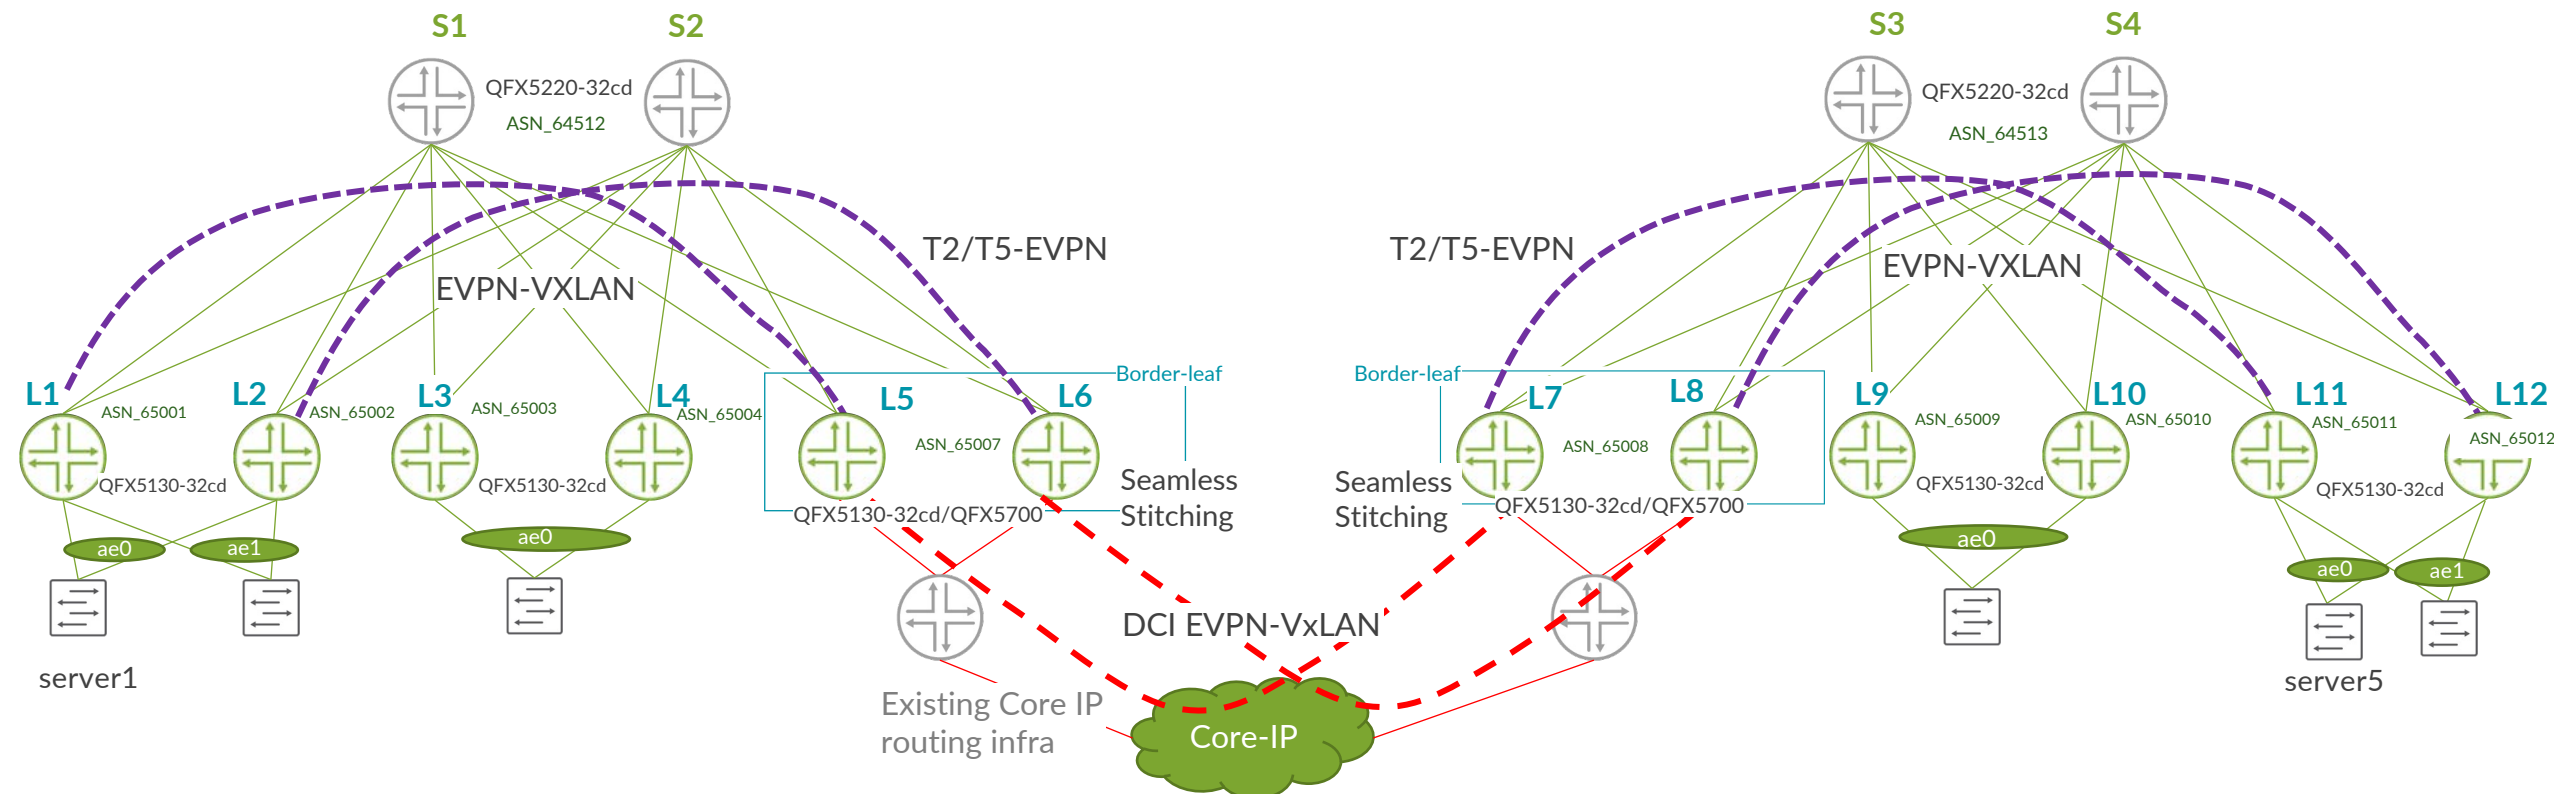 S1
S2
S3
S4
QFX5220-32cd
ASN_64512
QFX5220-32cd
ASN_64513
T2/T5-EVPN
T2/T5-EVPN
EVPN-VXLAN
EVPN-VXLAN
Border-leaf
Border-leaf
L1
ASN_65001
L2
ASN_65002
L3
ASN_65003
L4
ASN_65004
L5
ASN_65007
L6
L7
ASN_65008
L8
L9
ASN_65009
L10
ASN_65010
L11
ASN_65011
L12
ASN_65012
QFX5130-32cd
QFX5130-32cd
QFX5130-32cd/QFX5700
Seamless
Stitching
Seamless
Stitching
QFX5130-32cd/QFX5700
QFX5130-32cd
QFX5130-32cd
ae0
ae1
ae0
ae0
ae0
ae1
DCI EVPN-VxLAN
server1
server5
Existing Core IP
routing infra
Core-IP